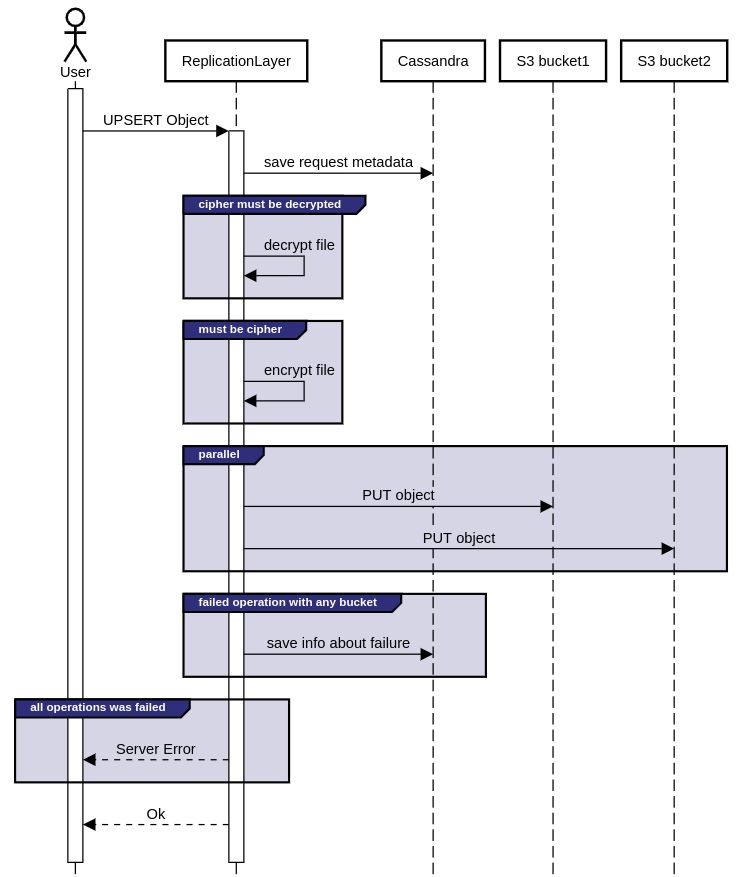 User
ReplicationLayer
Cassandra
S3 bucket1
S3 bucket2
UPSERT Object
save request metadata
cipher must be decrypted
decrypt file
must be cipher
encrypt file
parallel
PUT object
PUT object
failed operation with any bucket
save info about failure
all operations was failed
Server Error
Ok